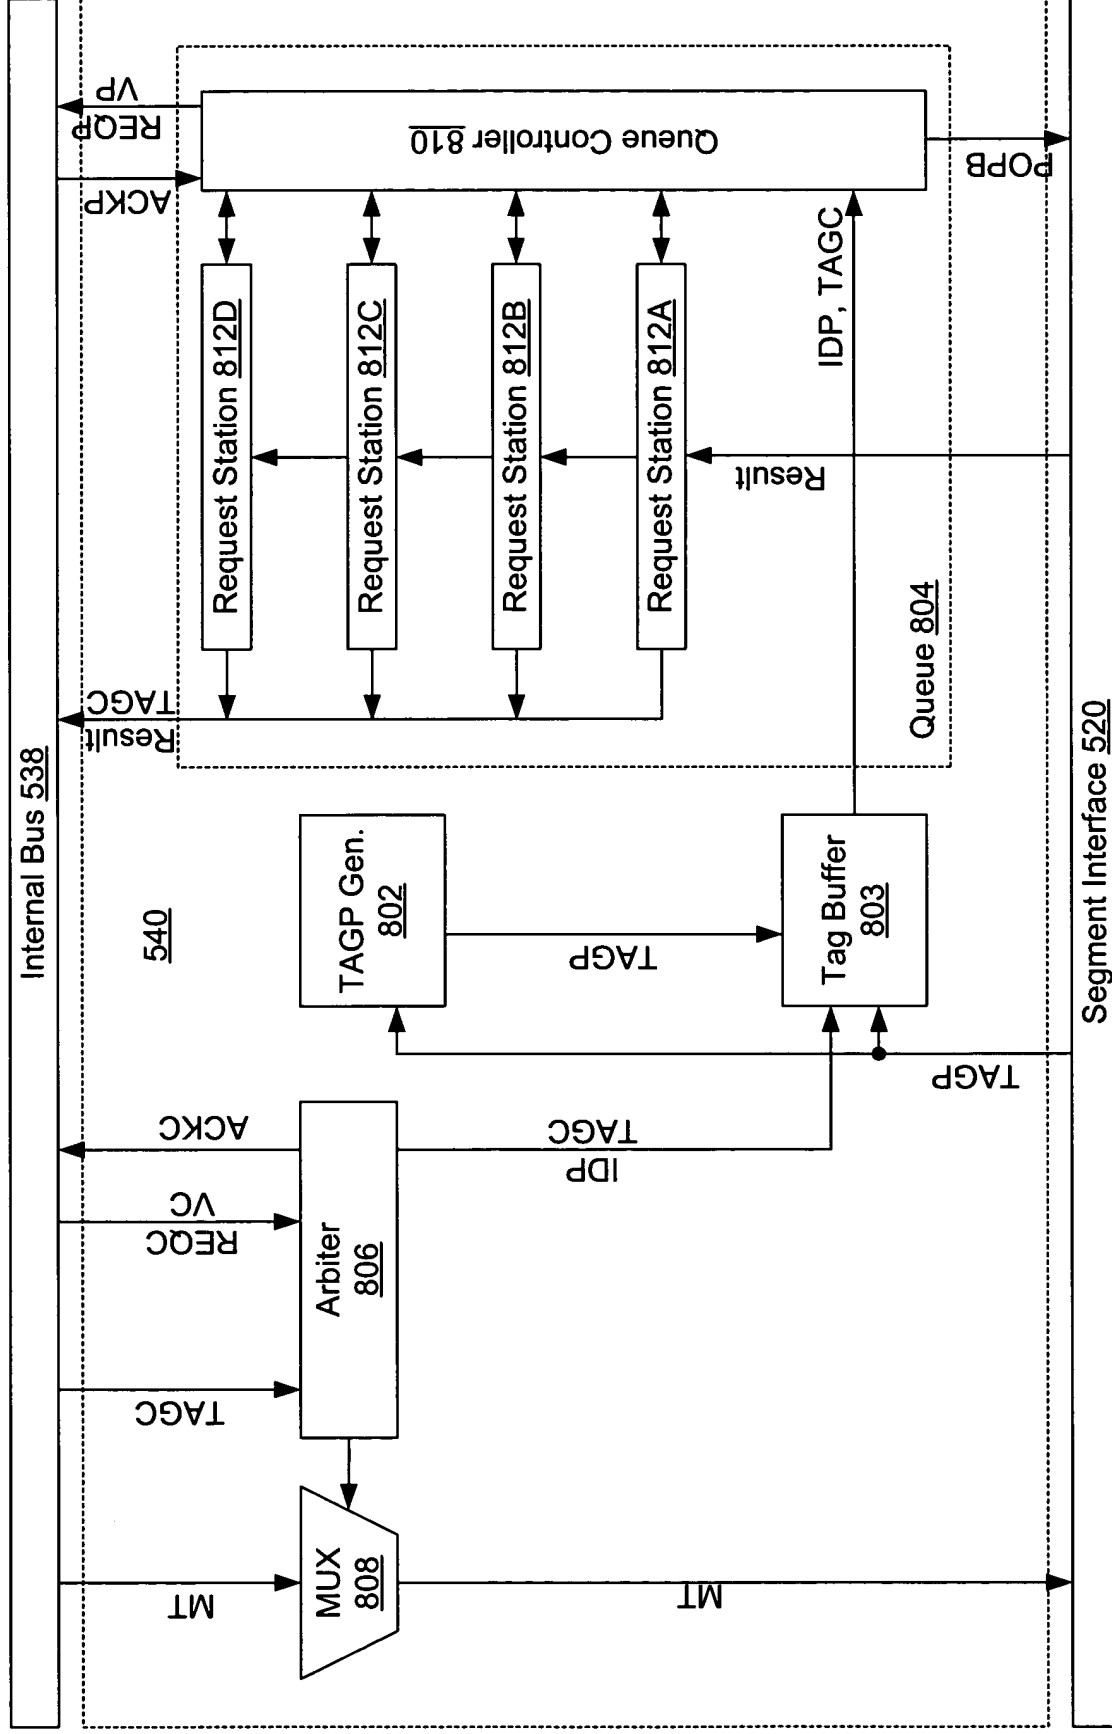 Internal Bus 538
540
MT
TAGC
REQC
VC
ACKC
Result
TAGC
ACKP
REQP
VP
MUX
808
Arbiter
806
TAGP Gen.
802
Request Station 812D
Request Station 812C
Request Station 812B
Request Station 812A
Queue Controller 810
MT
IDP
TAGC
TAGP
TAGP
Tag Buffer
803
IDP, TAGC
Result
Queue 804
POPB
Segment Interface 520